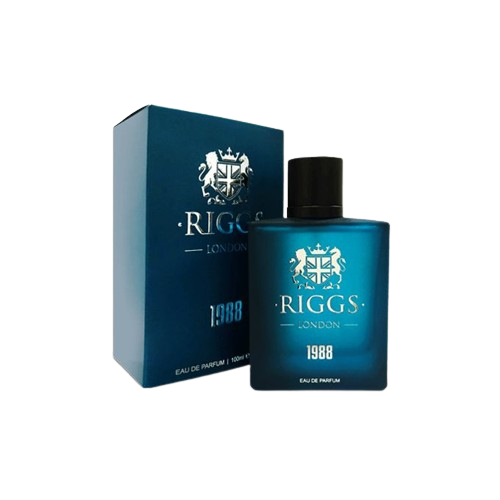 ·RIGGS
LONDON
1988
EAU DE PARFUM | 100ml
·RIGGS·
LONDON
1988
EAU DE PARFUM